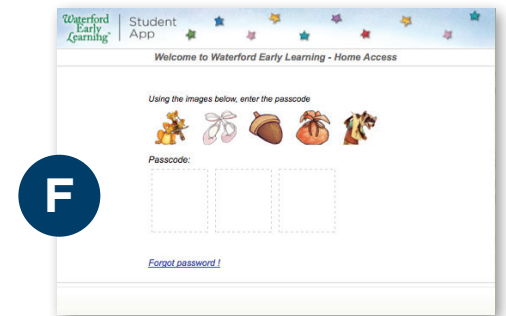 Waterford
Early
Learning
Student
App
Welcome to Waterford Early Learning - Home Access
Using the images below, enter the passcode
Passcode:
F
Forgot password !